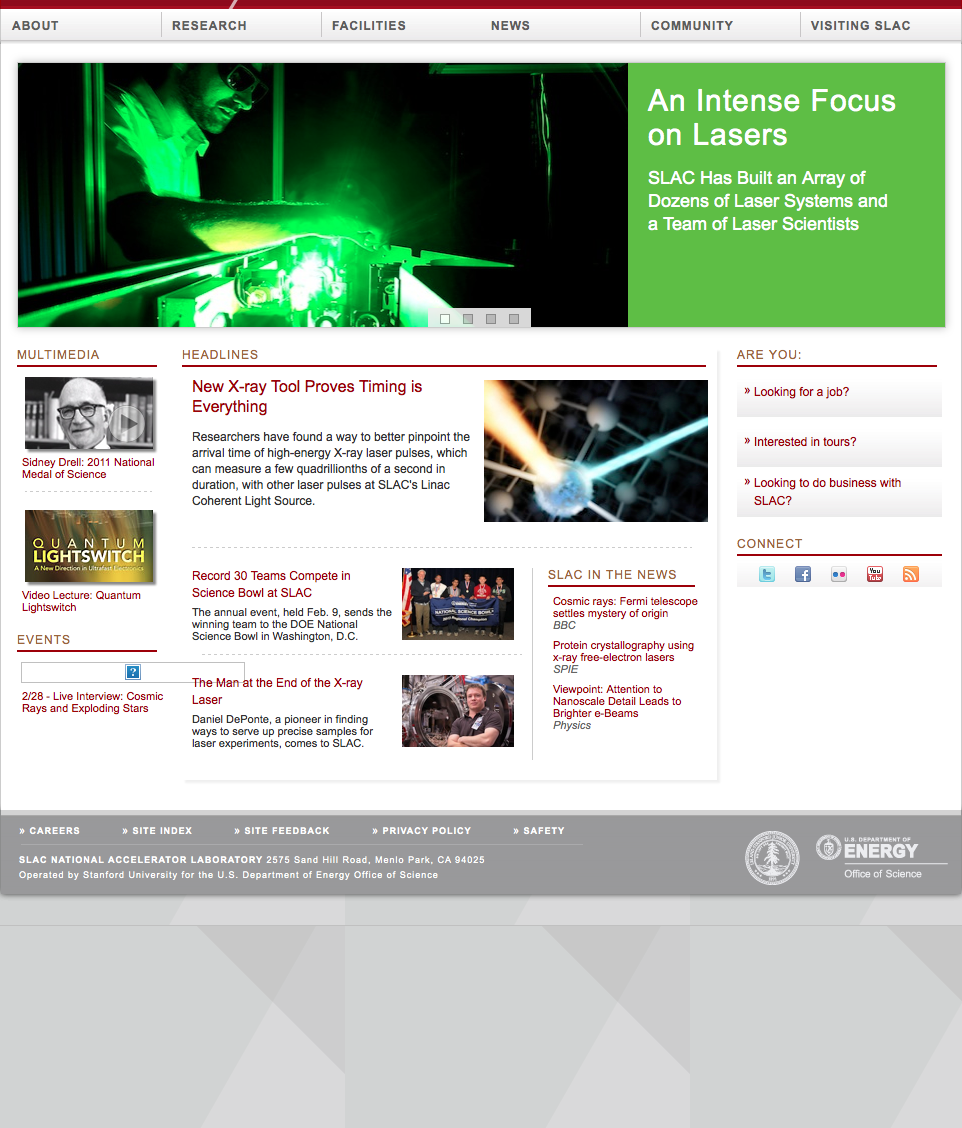 ABOUT
RESEARCH
FACILITIES
NEWS
COMMUNITY
VISITING SLAC
An Intense Focus
on Lasers
SLAC Has Built an Array of
Dozens of Laser Systems and
a Team of Laser Scientists
MULTIMEDIA
Sidney Drell: 2011 National
Medal of Science
QUANTUM
LIGHTSWITCH
A New Direction in Ultrafast Electronics
Video Lecture: Quantum
Lightswitch
EVENTS
2/28 - Live Interview: Cosmic
Rays and Exploding Stars
HEADLINES
New X-ray Tool Proves Timing is
Everything
Researchers have found a way to better pinpoint the
arrival time of high-energy X-ray laser pulses, which
can measure a few quadrillionths of a second in
duration, with other laser pulses at SLAC's Linac
Coherent Light Source.
Record 30 Teams Compete in
Science Bowl at SLAC
The annual event, held Feb. 9, sends the
winning team to the DOE National
Science Bowl in Washington, D.C.
NATIONAL SCIENCE BOWL
The Man at the End of the X-ray
Laser
Daniel DePonte, a pioneer in finding
ways to serve up precise samples for
laser experiments, comes to SLAC.
SLAC IN THE NEWS
Cosmic rays: Fermi telescope
settles mystery of origin
BBC
Protein crystallography using
x-ray free-electron lasers
SPIE
Viewpoint: Attention to
Nanoscale Detail Leads to
Brighter e-Beams
Physics
ARE YOU:
» Looking for a job?
» Interested in tours?
» Looking to do business with
SLAC?
CONNECT
You
Tube
» CAREERS
» SITE INDEX
» SITE FEEDBACK
» PRIVACY POLICY
» SAFETY
SLAC NATIONAL ACCELERATOR LABORATORY 2575 Sand Hill Road, Menlo Park, CA 94025
Operated by Stanford University for the U.S. Department of Energy Office of Science
U.S. DEPARTMENT OF
ENERGY
Office of Science